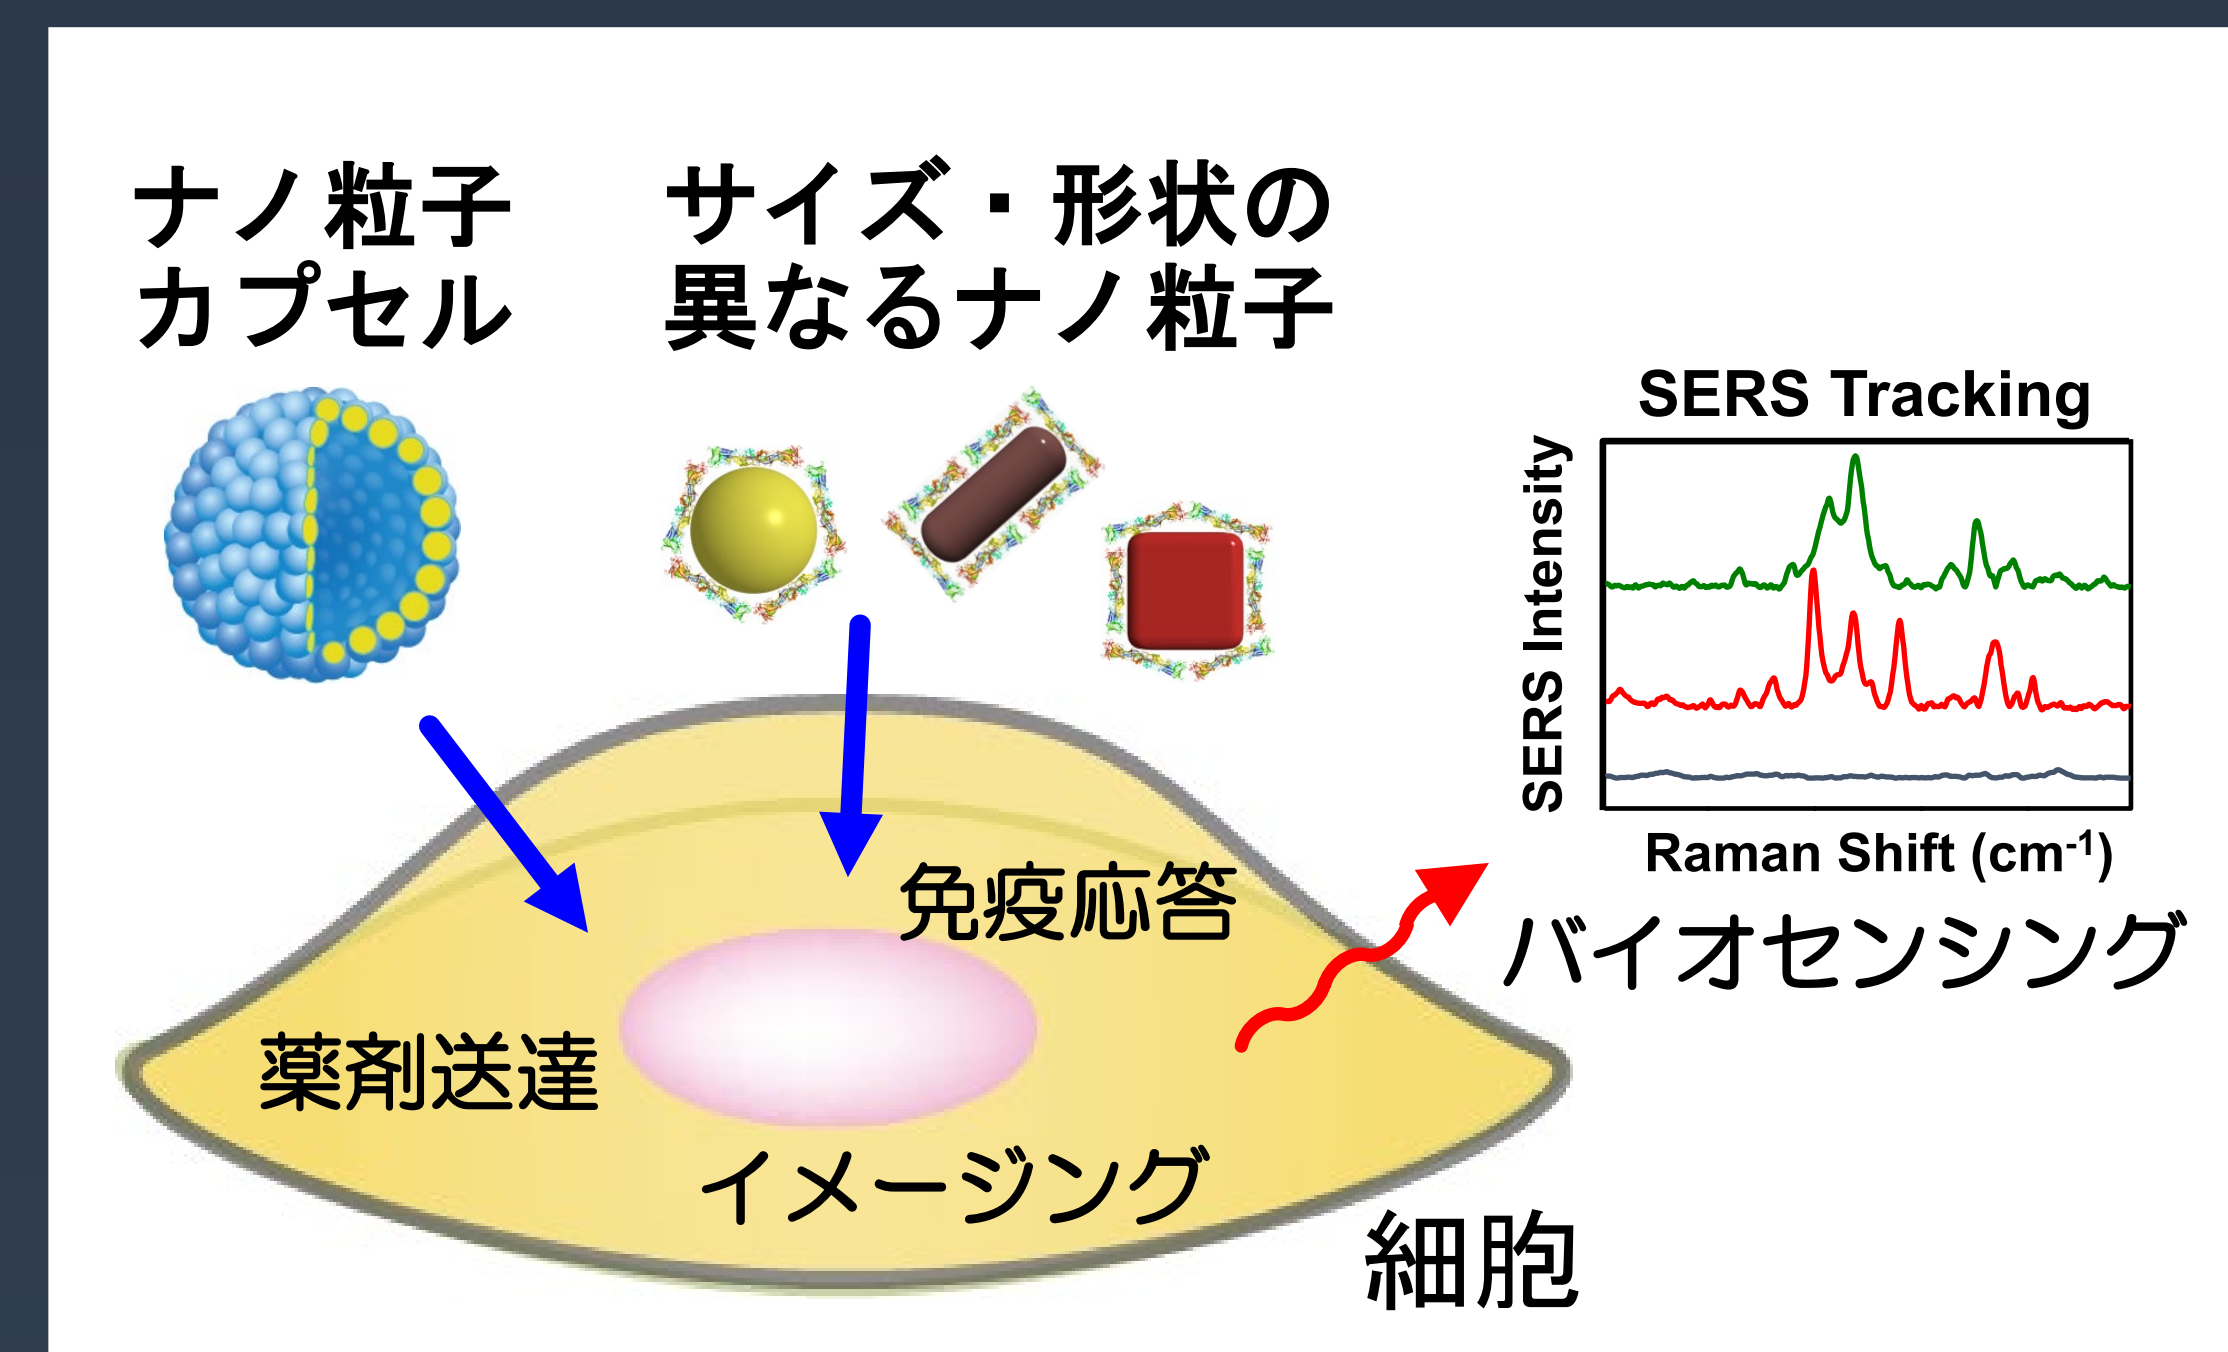 ナノ粒子
カプセル
サイズ・形状の
異なるナノ粒子
SERS Tracking
SERS Intensity
Raman Shift (cm⁻¹)
バイオセンシング
免疫応答
薬剤送達
イメージング
細胞